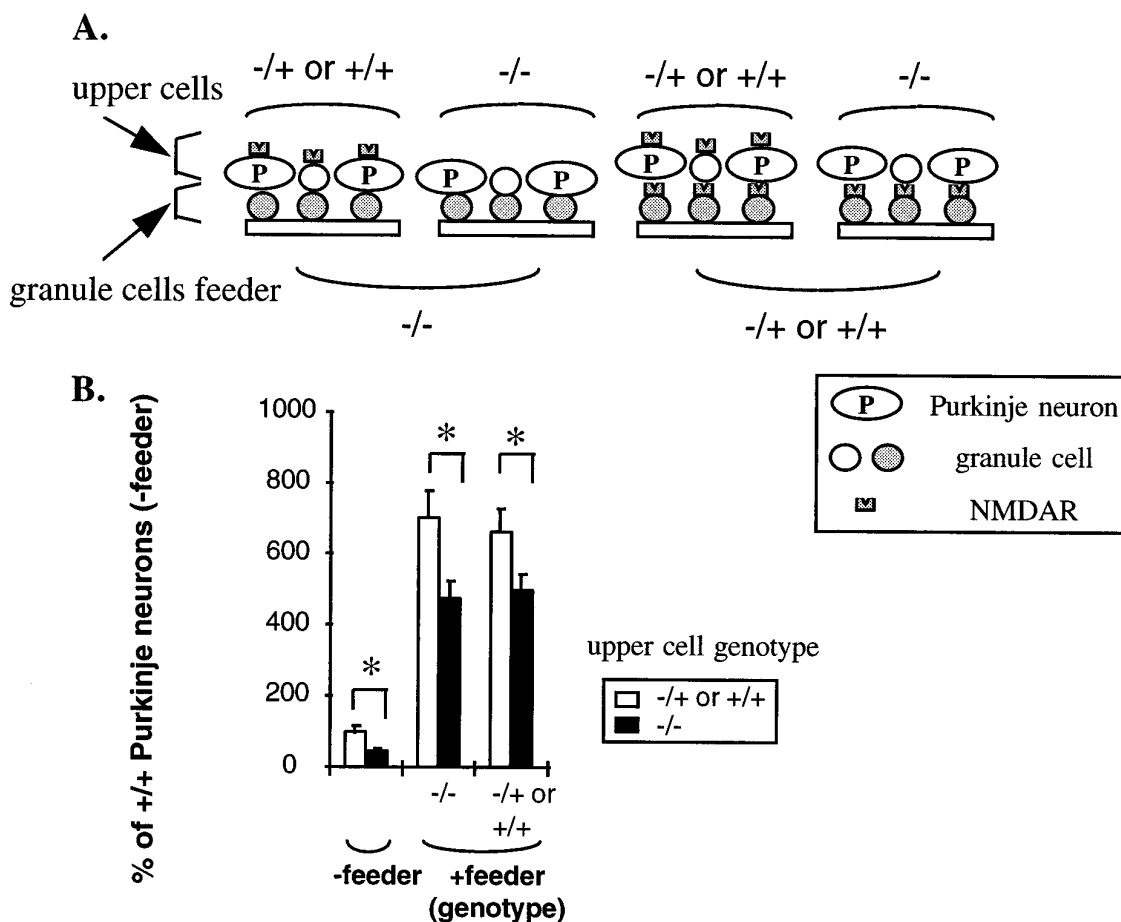 A.
upper cells
-/+ or +/+
-/-
-/+ or +/+
-/-
P P P P P P P P
granule cells feeder
-/-
-/+ or +/+
P Purkinje neuron
granule cell
NMDAR
B.
% of +/+ Purkinje neurons (-feeder)
1000
800
600
400
200
0
* * *
-/-
-/+ or
+/+
-feeder
+feeder
(genotype)
upper cell genotype
-/+ or +/+
-/-